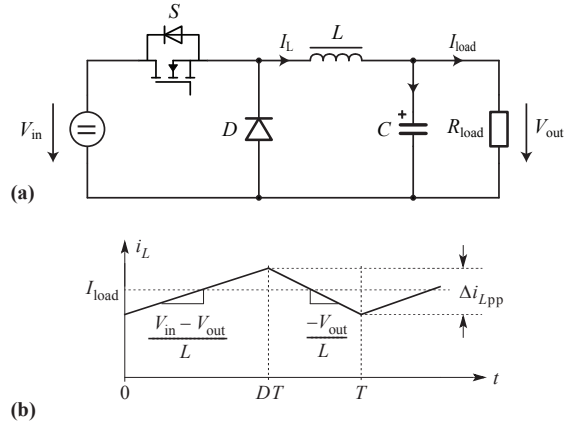 S
I_L
L
I_load
V_in
D
C
+
R_load
V_out
(a)
i_L
I_load
V_in − V_out
L
−V_out
L
Δi_Lpp
0
DT
T
t
(b)